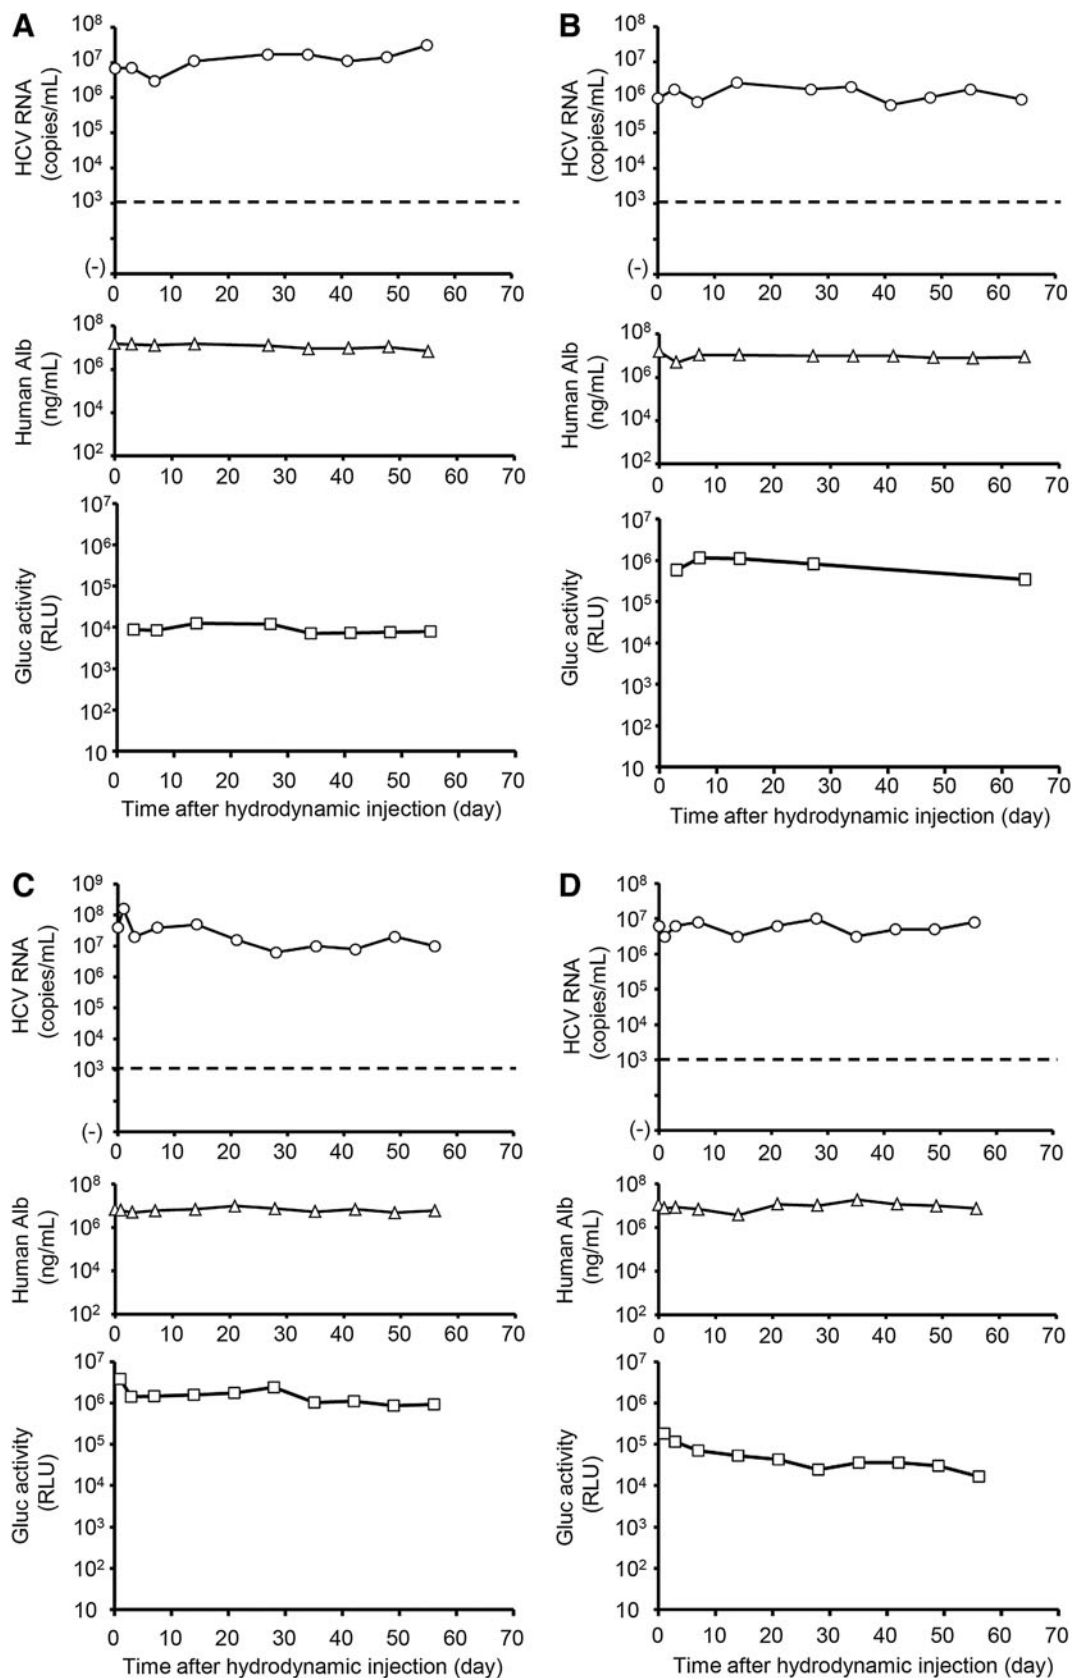 A
HCV RNA
(copies/mL)
10⁸
10⁷
10⁶
10⁵
10⁴
10³
(-)
0 10 20 30 40 50 60 70
Human Alb
(ng/mL)
10⁸
10⁶
10⁴
10²
0 10 20 30 40 50 60 70
Gluc activity
(RLU)
10⁷
10⁶
10⁵
10⁴
10³
10²
10
0 10 20 30 40 50 60 70
Time after hydrodynamic injection (day)
B
HCV RNA
(copies/mL)
10⁸
10⁷
10⁶
10⁵
10⁴
10³
(-)
0 10 20 30 40 50 60 70
Human Alb
(ng/mL)
10⁸
10⁶
10⁴
10²
0 10 20 30 40 50 60 70
Gluc activity
(RLU)
10⁷
10⁶
10⁵
10⁴
10³
10²
10
0 10 20 30 40 50 60 70
Time after hydrodynamic injection (day)
C
HCV RNA
(copies/mL)
10⁹
10⁸
10⁷
10⁶
10⁵
10⁴
10³
(-)
0 10 20 30 40 50 60 70
Human Alb
(ng/mL)
10⁸
10⁶
10⁴
10²
0 10 20 30 40 50 60 70
Gluc activity
(RLU)
10⁷
10⁶
10⁵
10⁴
10³
10²
10
0 10 20 30 40 50 60 70
Time after hydrodynamic injection (day)
D
HCV RNA
(copies/mL)
10⁸
10⁷
10⁶
10⁵
10⁴
10³
(-)
0 10 20 30 40 50 60 70
Human Alb
(ng/mL)
10⁸
10⁶
10⁴
10²
0 10 20 30 40 50 60 70
Gluc activity
(RLU)
10⁷
10⁶
10⁵
10⁴
10³
10²
10
0 10 20 30 40 50 60 70
Time after hydrodynamic injection (day)